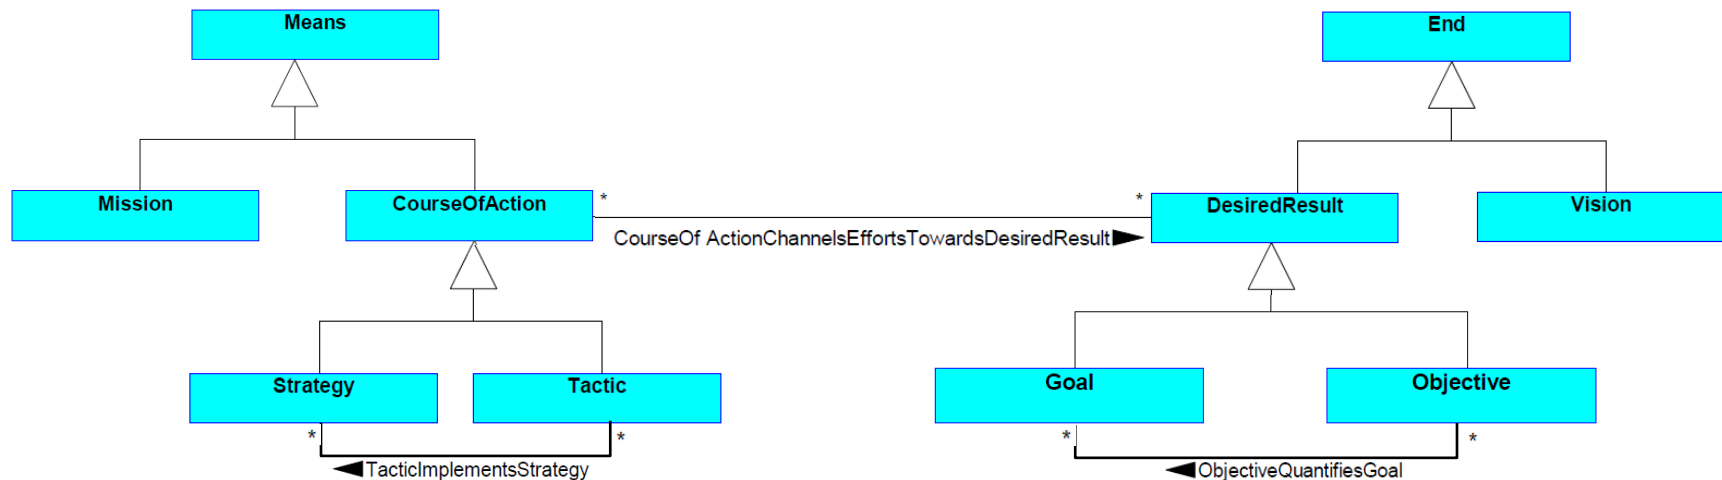 Means
End
Mission
CourseOfAction
*
*
DesiredResult
Vision
CourseOf ActionChannelsEffortsTowardsDesiredResult
Strategy
Tactic
Goal
Objective
*
*
*
*
TacticImplementsStrategy
ObjectiveQuantifiesGoal